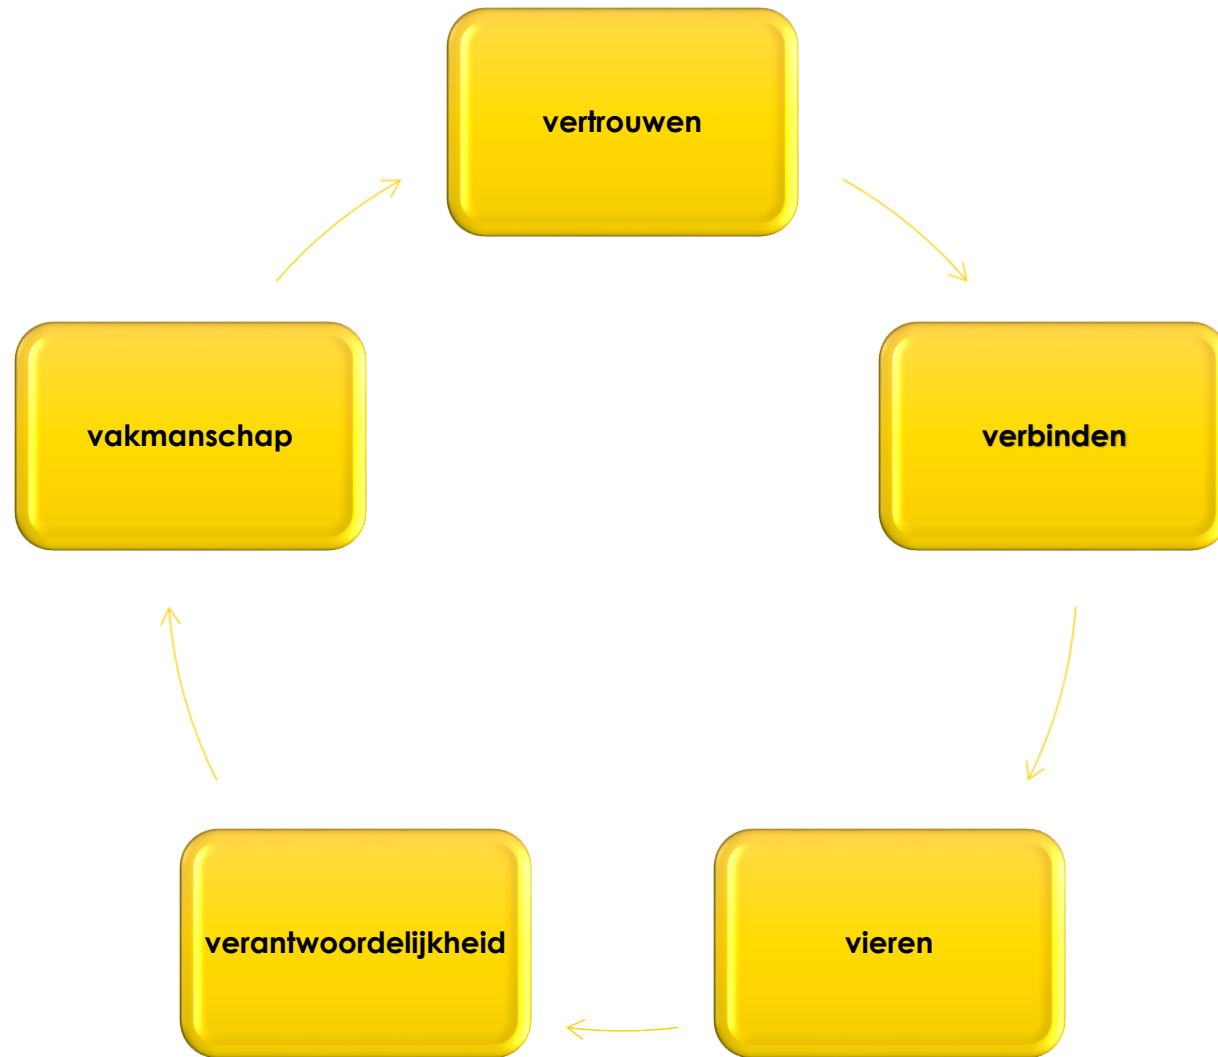 vertrouwen
verbinden
vieren
verantwoordelijkheid
vakmanschap